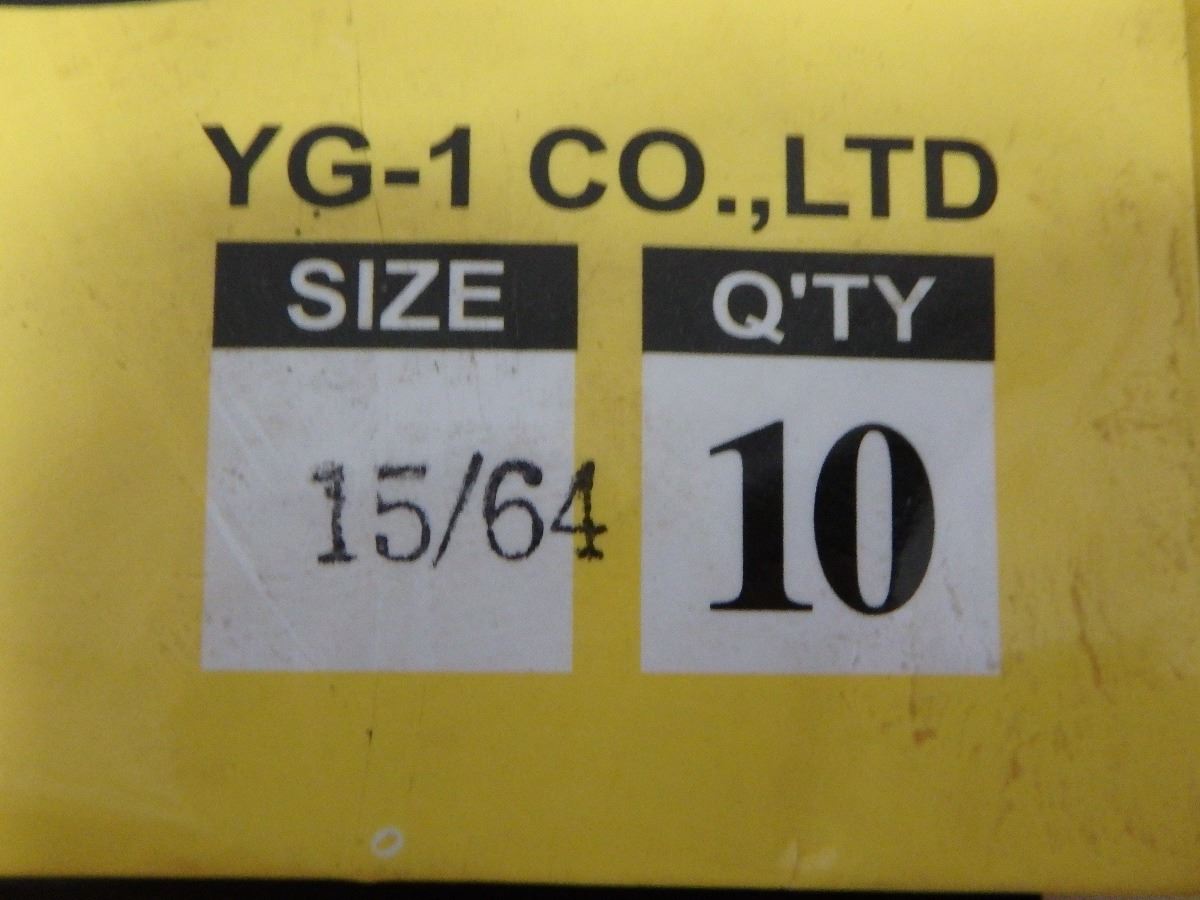 YG-1 CO.,LTD
SIZE Q'TY
15/64 10